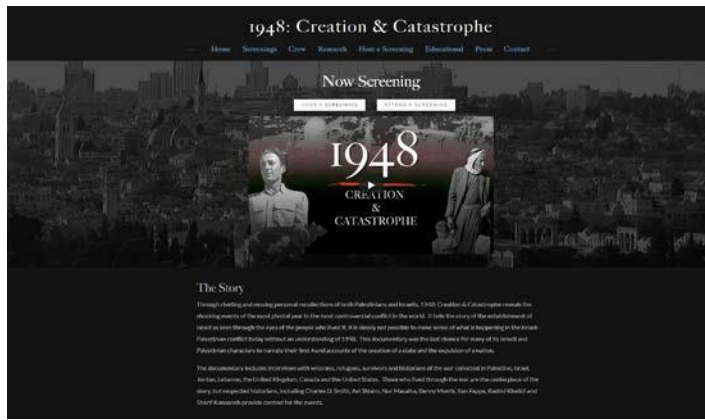 1948: Creation & Catastrophe
Home Screenings Crew Research Host a Screening Educational Press Contact
Now Screening
HOST A SCREENING ATTEND A SCREENING
1948
CREATION
&
CATASTROPHE
The Story
Through riveting and moving personal recollections of both Palestinians and Israelis, 1948: Creation & Catastrophe reveals the
shocking events of the most pivotal year in the most controversial conflict in the world. It tells the story of the establishment of
Israel as seen through the eyes of the people who lived it. It is simply not possible to make sense of what is happening in the Israeli-
Palestinian conflict today without an understanding of 1948. This documentary was the last chance for many of its Israeli and
Palestinian characters to narrate their first-hand accounts of the creation of a state and the expulsion of a nation.
The documentary includes interviews with veterans, refugees, survivors and historians of the war collected in Palestine, Israel,
Jordan, Lebanon, the United Kingdom, Canada and the United States. Those who lived through the war are the centerpiece of the
story, but respected historians, including Charles D. Smith, Avi Shlaim, Nur Masalha, Benny Morris, Ilan Pappe, Rashid Khalidi and
Sharif Kanaaneh provide context for the events.